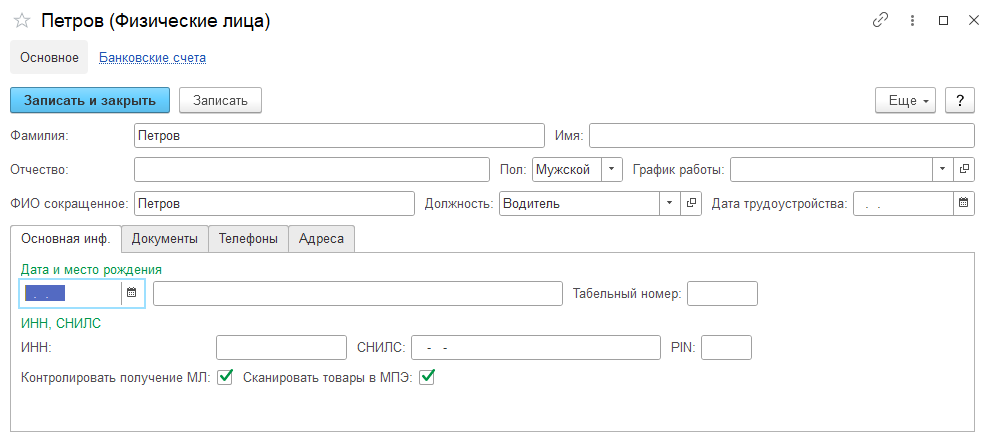 Петров (Физические лица)
Основное Банковские счета
Записать и закрыть Записать Еще ?
Фамилия: Петров Имя:
Отчество: Пол: Мужской График работы:
ФИО сокращенное: Петров Должность: Водитель Дата трудоустройства: . .
Основная инф. Документы Телефоны Адреса
Дата и место рождения
. . Табельный номер:
ИНН, СНИЛС
ИНН: СНИЛС: - - PIN:
Контролировать получение МЛ: Сканировать товары в МПЭ: